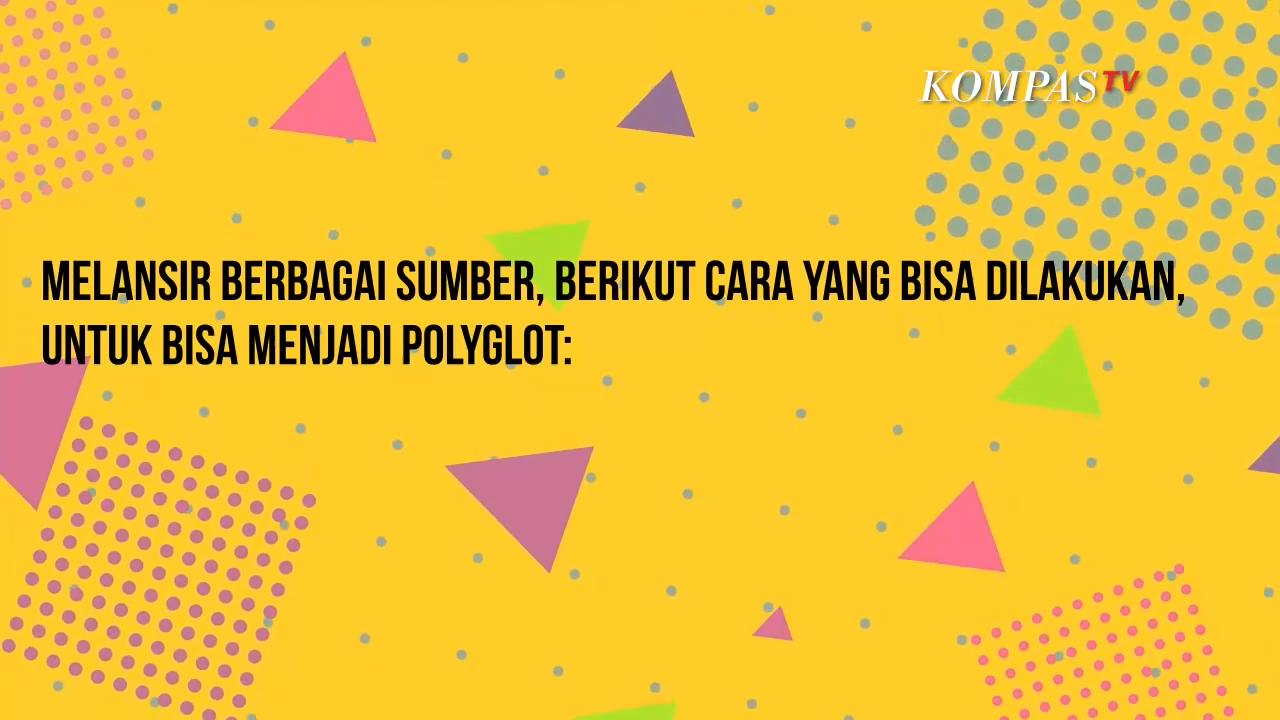 KOMPAS TV
MELANSIR BERBAGAI SUMBER, BERIKUT CARA YANG BISA DILAKUKAN,
UNTUK BISA MENJADI POLYGLOT: